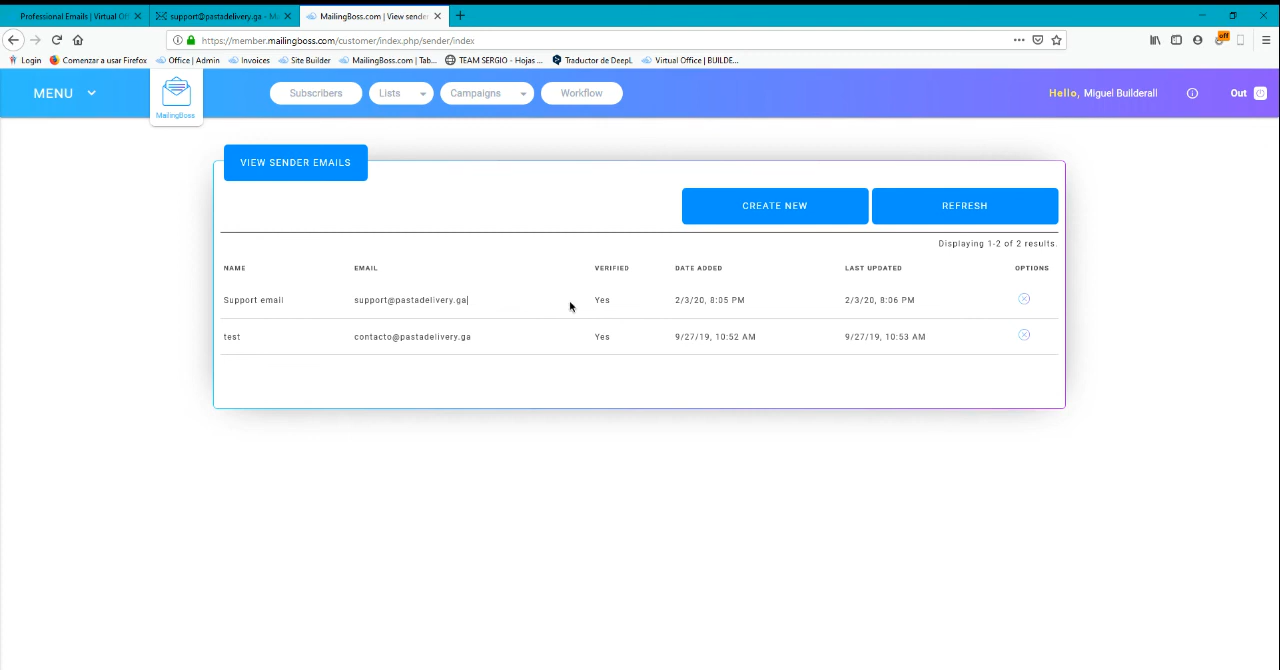 Professional Emails | Virtual Off
support@pastadelivery.ga - Ma
MailingBoss.com | View sender
https://member.mailingboss.com/customer/index.php/sender/index
off
Login
Comenzar a usar Firefox
Office | Admin
Invoices
Site Builder
MailingBoss.com | Tab...
TEAM SERGIO - Hojas ...
Traductor de DeepL
Virtual Office | BUILDE...
MENU
MailingBoss
Subscribers
Lists
Campaigns
Workflow
Hello, Miguel Builderall
Out
VIEW SENDER EMAILS
CREATE NEW
REFRESH
Displaying 1-2 of 2 results.
NAME EMAIL VERIFIED DATE ADDED LAST UPDATED OPTIONS
Support email support@pastadelivery.ga Yes 2/3/20, 8:05 PM 2/3/20, 8:06 PM
test contacto@pastadelivery.ga Yes 9/27/19, 10:52 AM 9/27/19, 10:53 AM